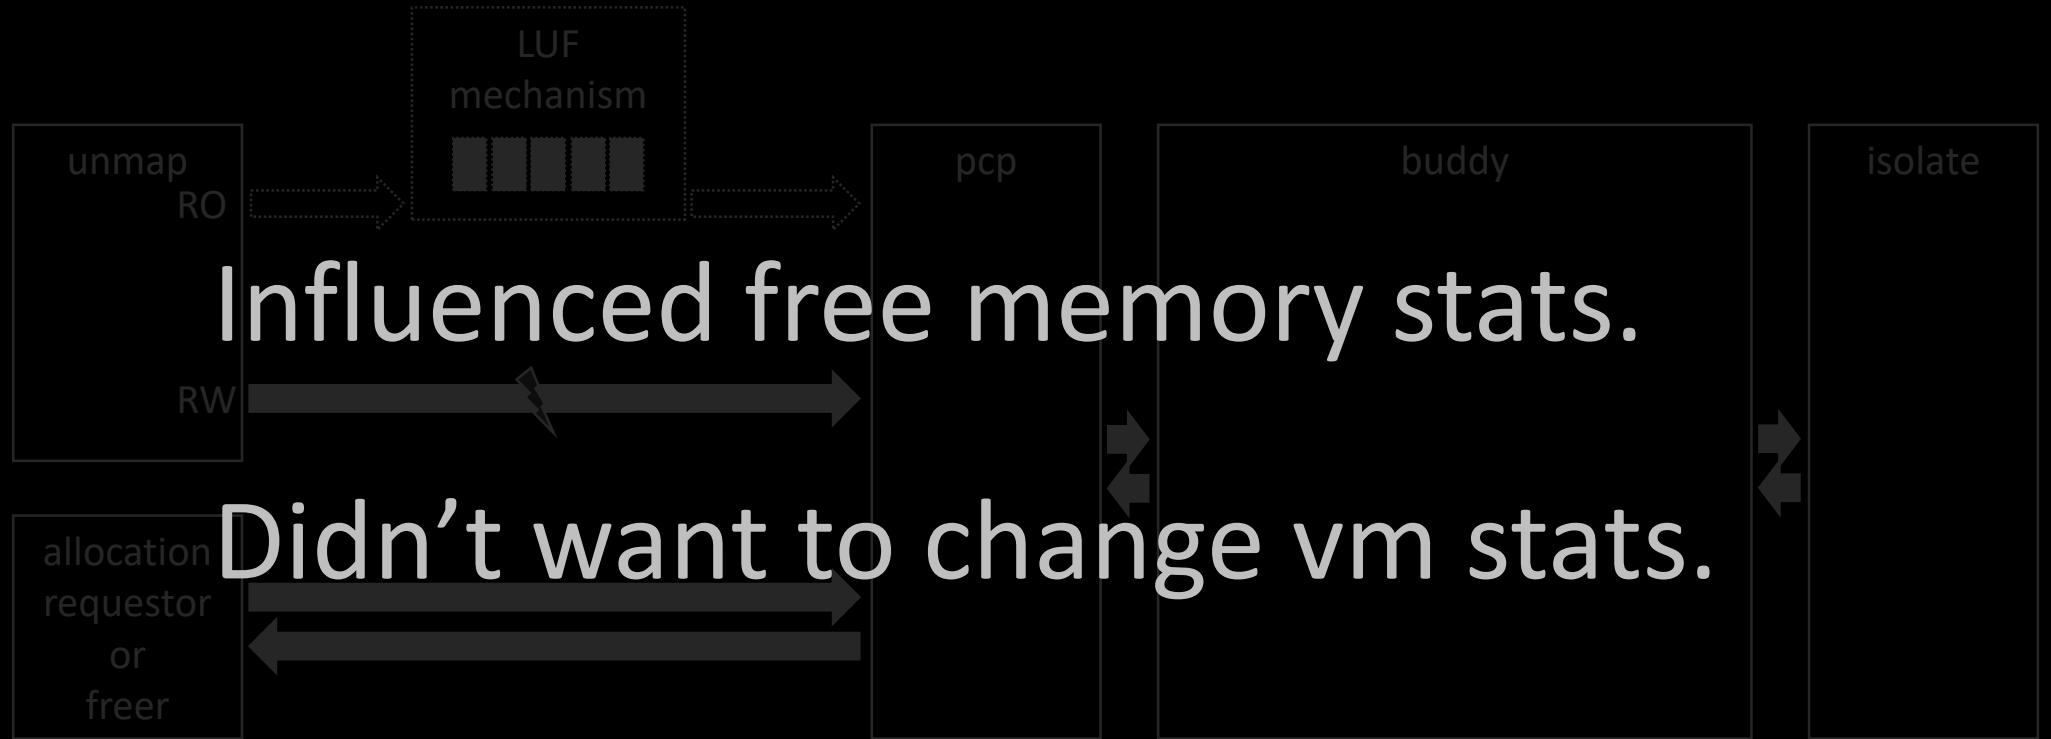 LUF
mechanism
unmap
pcp
buddy
isolate
RO
Influenced free memory stats.
RW
Didn’t want to change vm stats.
allocation
requestor
or
freer